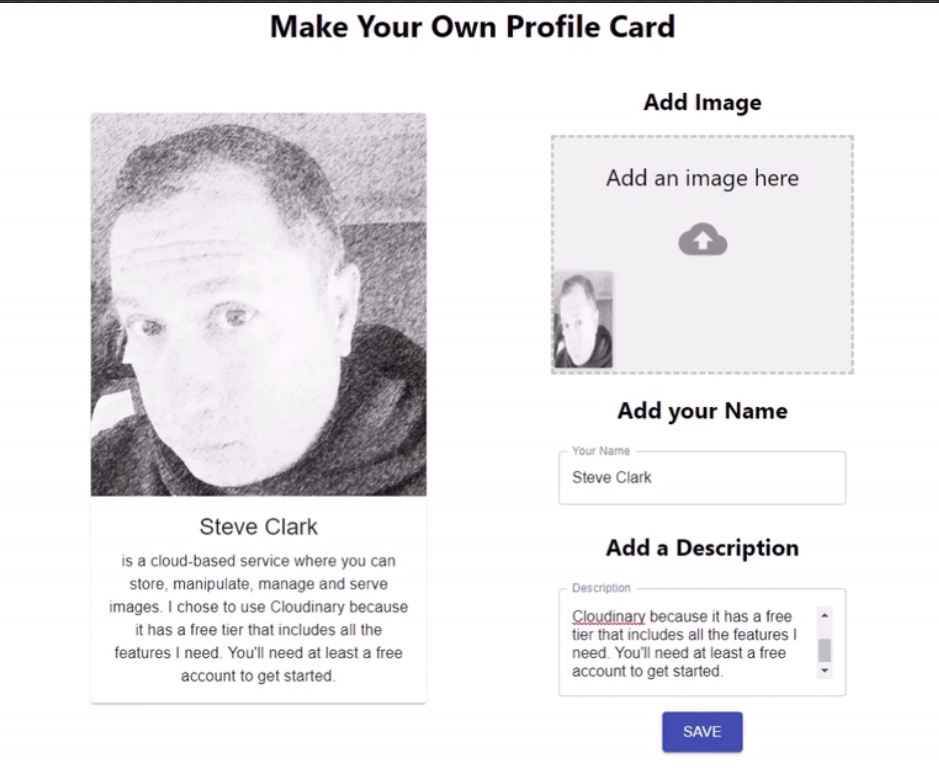 Make Your Own Profile Card
Steve Clark
is a cloud-based service where you can
store, manipulate, manage and serve
images. I chose to use Cloudinary because
it has a free tier that includes all the
features I need. You'll need at least a free
account to get started.
Add Image
Add an image here
Add your Name
Your Name
Steve Clark
Add a Description
Description
Cloudinary because it has a free
tier that includes all the features I
need. You'll need at least a free
account to get started.
SAVE